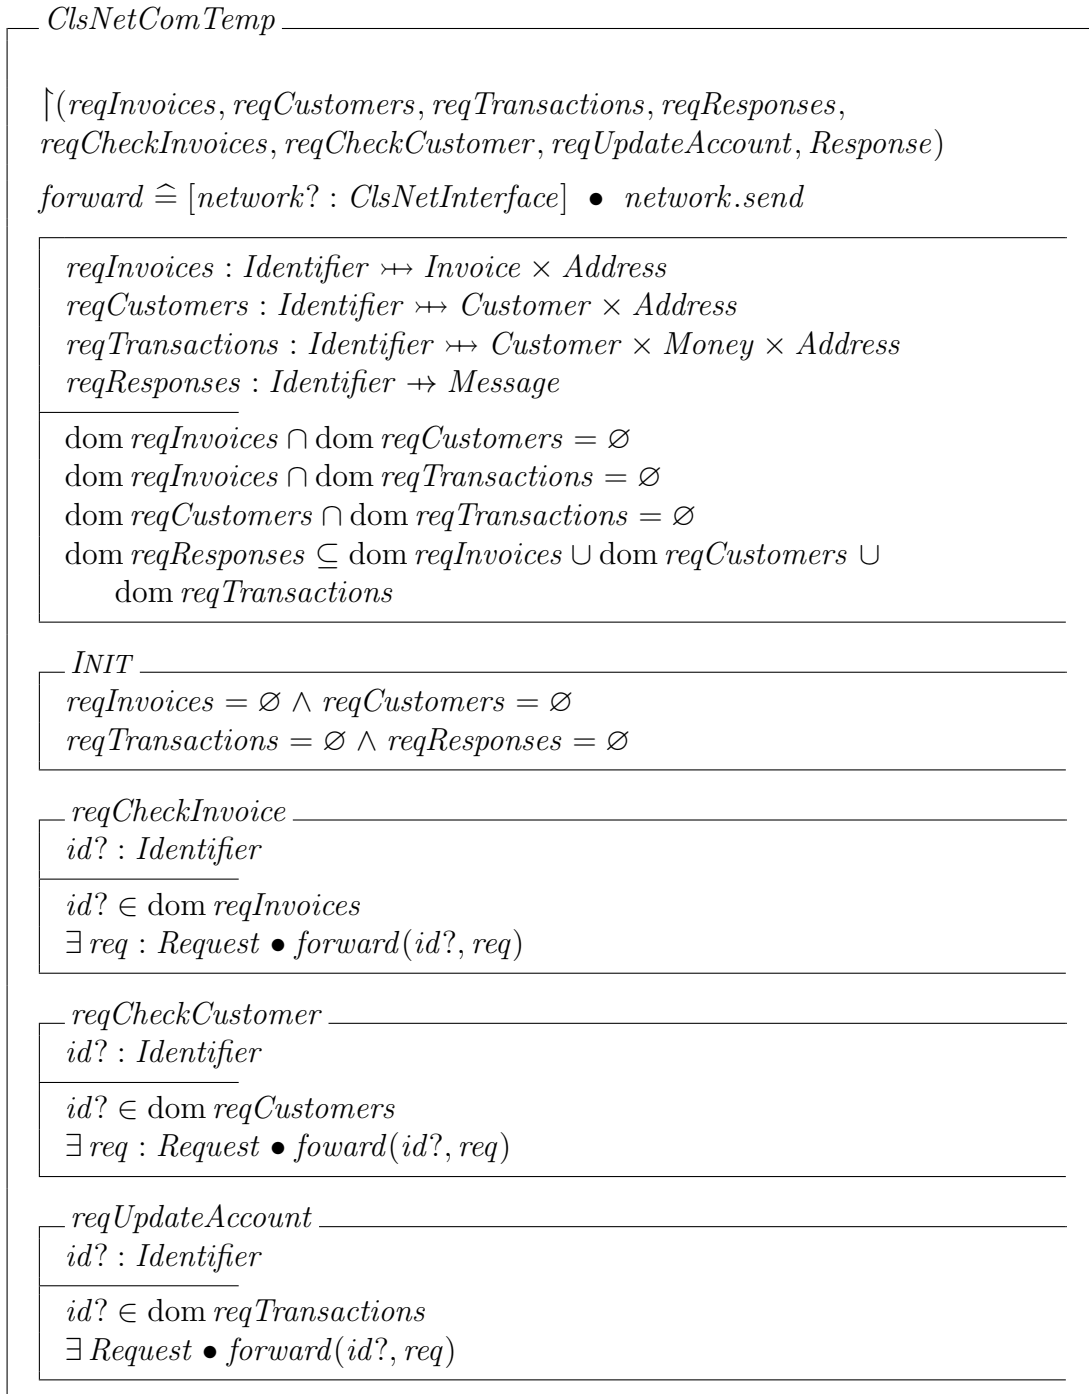 ClsNetComTemp
↾(reqInvoices, reqCustomers, reqTransactions, reqResponses,
reqCheckInvoices, reqCheckCustomer, reqUpdateAccount, Response)
forward ≙ [network? : ClsNetInterface] • network.send
reqInvoices : Identifier ⤔ Invoice × Address
reqCustomers : Identifier ⤔ Customer × Address
reqTransactions : Identifier ⤔ Customer × Money × Address
reqResponses : Identifier ⇸ Message
dom reqInvoices ∩ dom reqCustomers = ∅
dom reqInvoices ∩ dom reqTransactions = ∅
dom reqCustomers ∩ dom reqTransactions = ∅
dom reqResponses ⊆ dom reqInvoices ∪ dom reqCustomers ∪
dom reqTransactions
INIT
reqInvoices = ∅ ∧ reqCustomers = ∅
reqTransactions = ∅ ∧ reqResponses = ∅
reqCheckInvoice
id? : Identifier
id? ∈ dom reqInvoices
∃ req : Request • forward(id?, req)
reqCheckCustomer
id? : Identifier
id? ∈ dom reqCustomers
∃ req : Request • foward(id?, req)
reqUpdateAccount
id? : Identifier
id? ∈ dom reqTransactions
∃ Request • forward(id?, req)